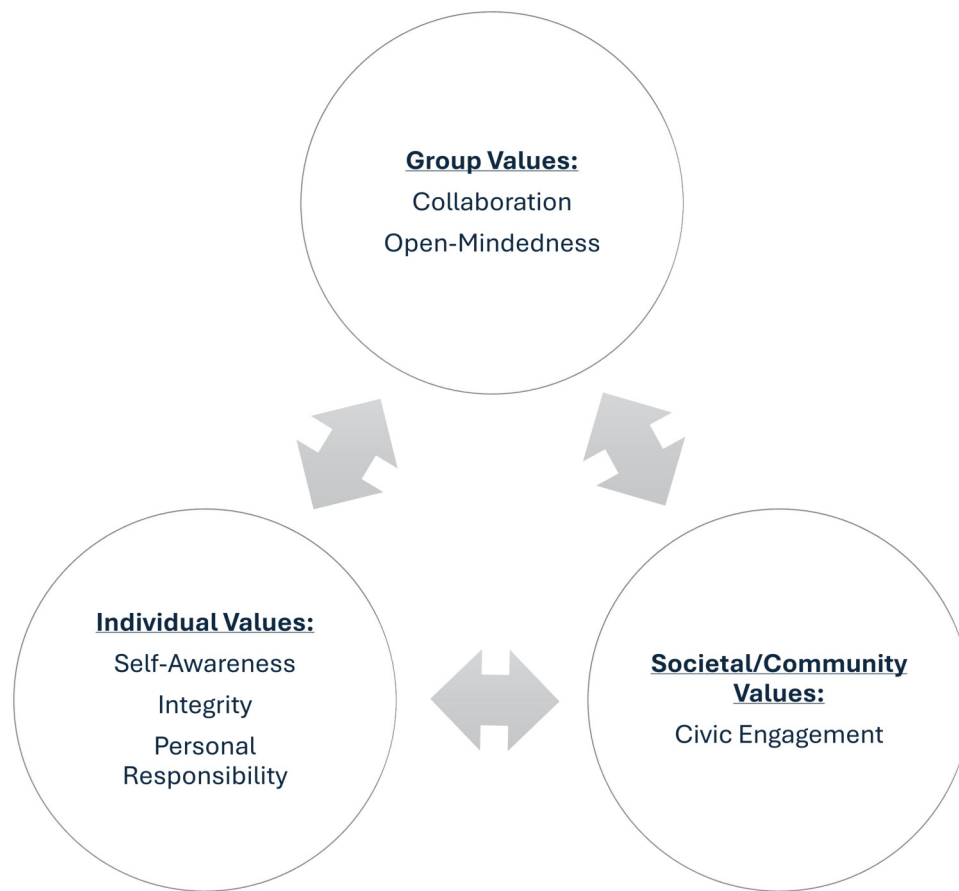 Group Values:
Collaboration
Open-Mindedness
Individual Values:
Self-Awareness
Integrity
Personal
Responsibility
Societal/Community
Values:
Civic Engagement